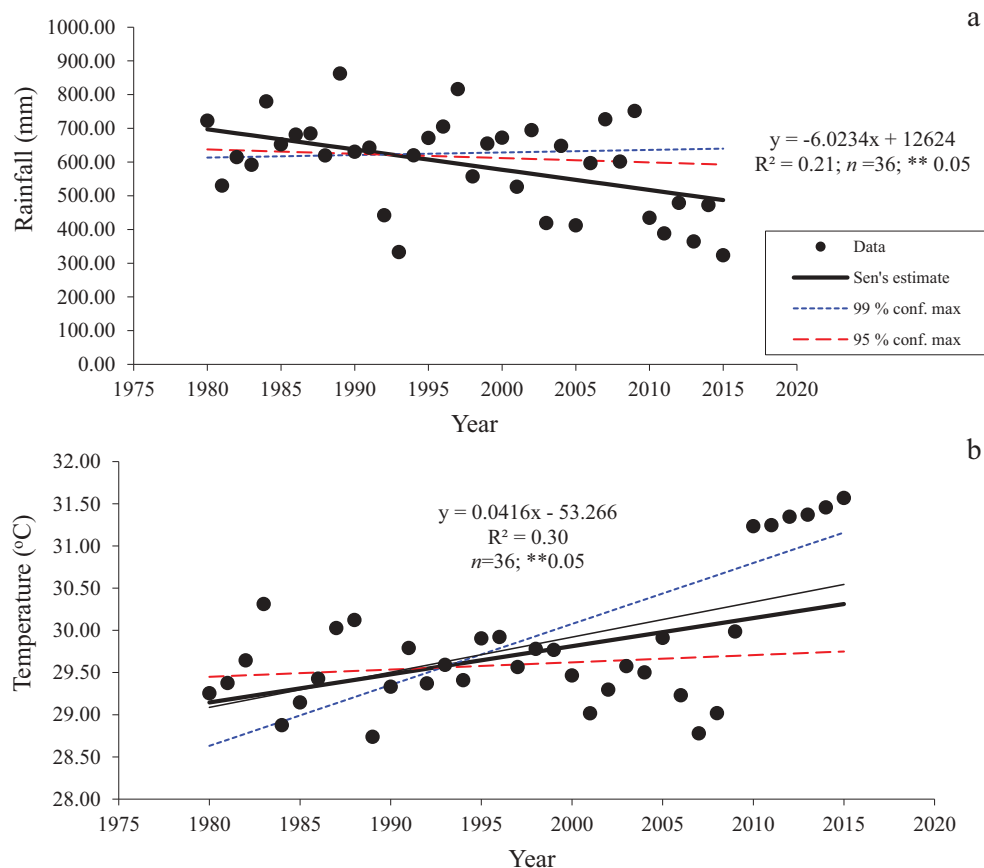 a
1000.00
900.00
800.00
700.00
600.00
500.00
400.00
300.00
200.00
100.00
0.00
Rainfall (mm)
y = -6.0234x + 12624
R² = 0.21; n =36; ** 0.05
Data
Sen's estimate
99 % conf. max
95 % conf. max
1975 1980 1985 1990 1995 2000 2005 2010 2015 2020
Year
b
32.00
31.50
31.00
30.50
30.00
29.50
29.00
28.50
28.00
Temperature (°C)
y = 0.0416x - 53.266
R² = 0.30
n=36; **0.05
1975 1980 1985 1990 1995 2000 2005 2010 2015 2020
Year